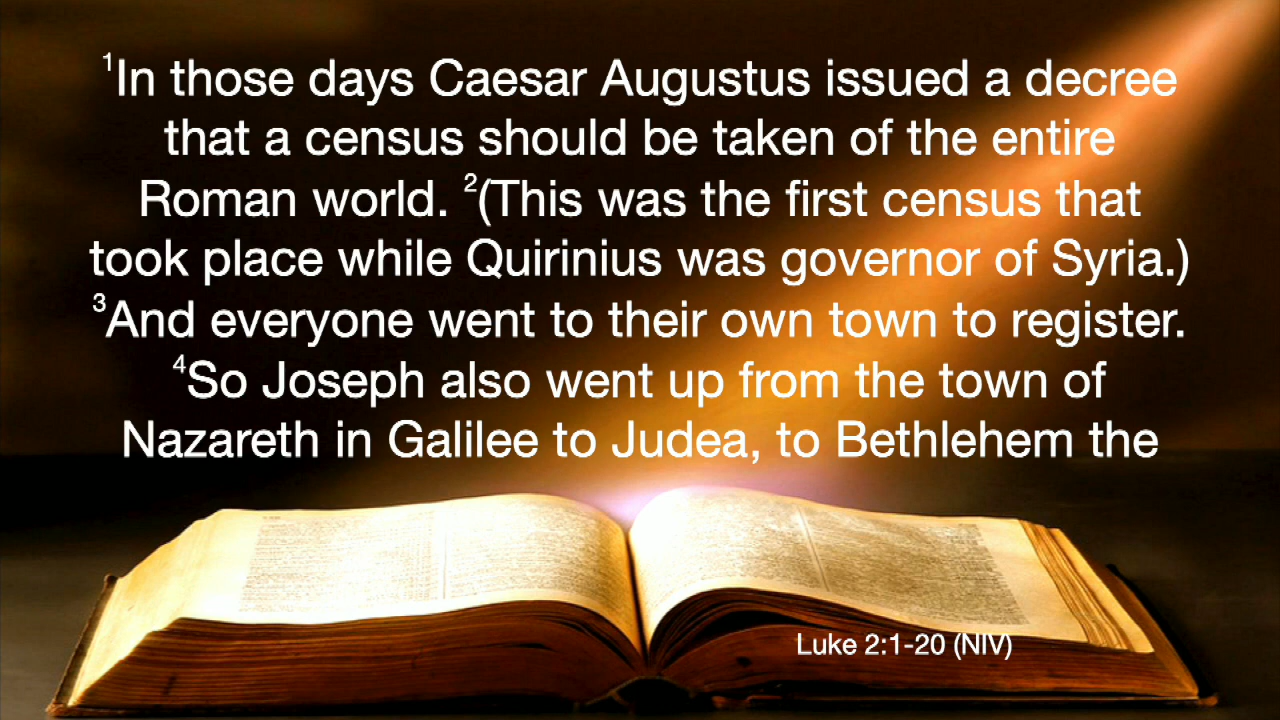 ¹In those days Caesar Augustus issued a decree
that a census should be taken of the entire
Roman world. ²(This was the first census that
took place while Quirinius was governor of Syria.)
³And everyone went to their own town to register.
⁴So Joseph also went up from the town of
Nazareth in Galilee to Judea, to Bethlehem the
Luke 2:1-20 (NIV)